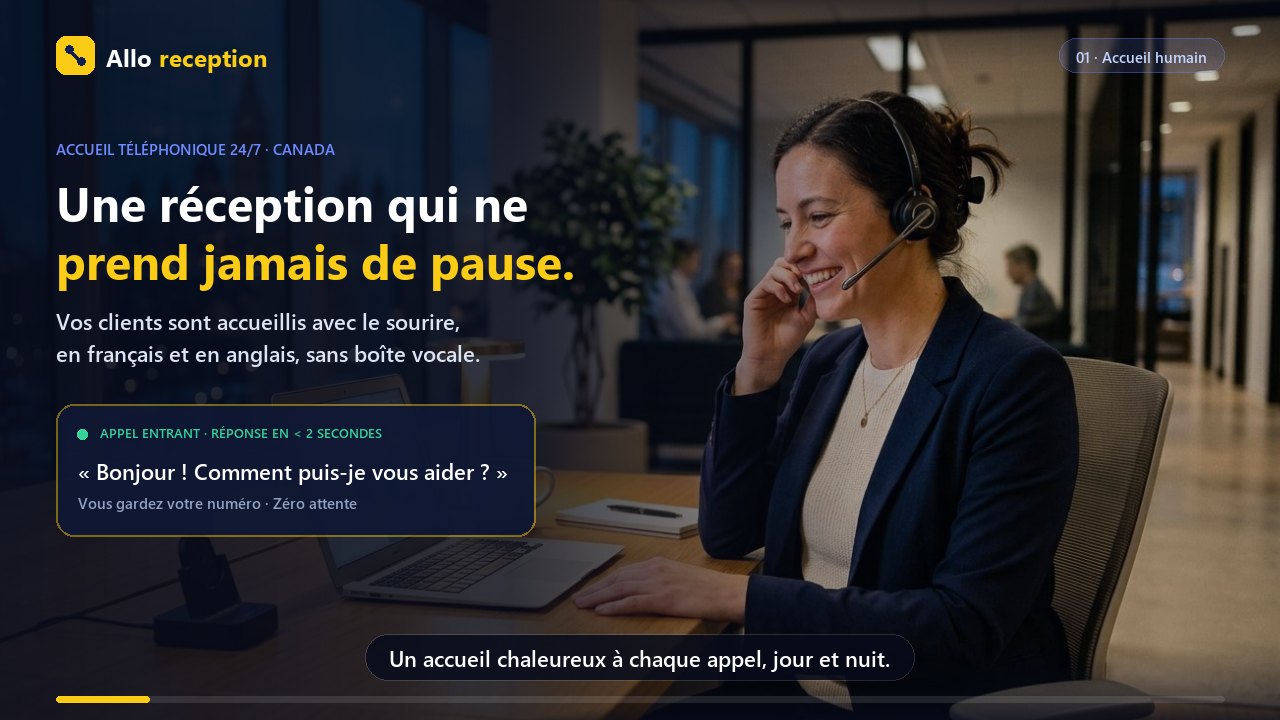 Allo reception
01 · Accueil humain
ACCUEIL TÉLÉPHONIQUE 24/7 · CANADA
Une réception qui ne
prend jamais de pause.
Vos clients sont accueillis avec le sourire,
en français et en anglais, sans boîte vocale.
APPEL ENTRANT · RÉPONSE EN < 2 SECONDES
« Bonjour ! Comment puis-je vous aider ? »
Vous gardez votre numéro · Zéro attente
Un accueil chaleureux à chaque appel, jour et nuit.